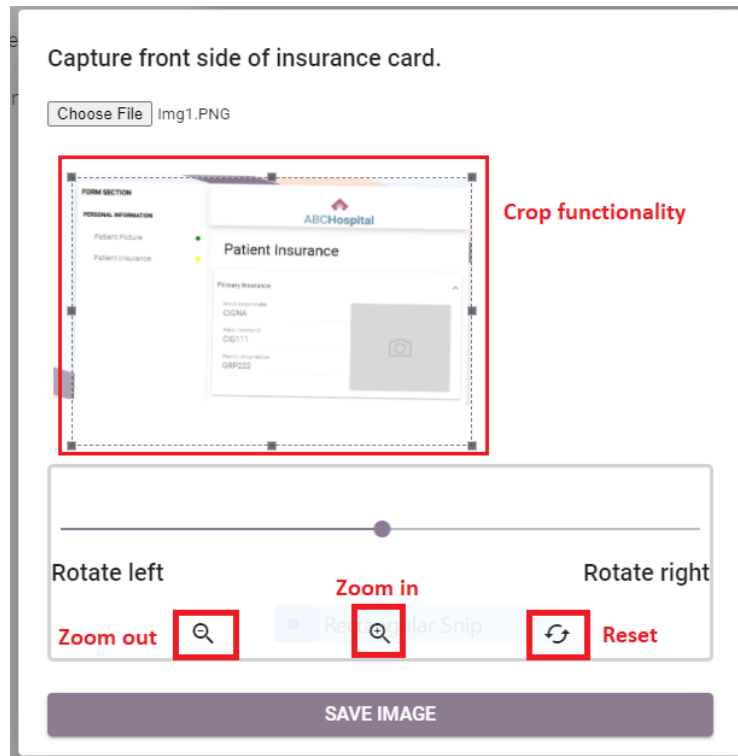 Capture front side of insurance card.
Choose File Img1.PNG
FORM SECTION
PERSONAL INFORMATION
Patient Picture
Patient Insurance
ABCHospital
Patient Insurance
Primary Insurance
CIGNA
CIG111
GRP222
Crop functionality
Rotate left
Rotate right
Zoom in
Zoom out
Rectangular Snip
Reset
SAVE IMAGE